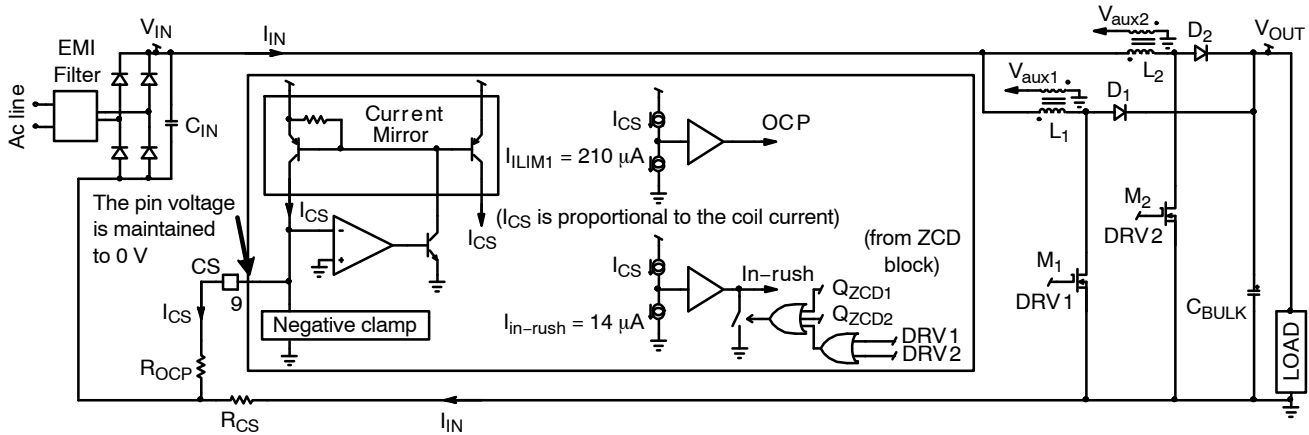 EMI
Filter
Ac line
V_IN
I_IN
C_IN
The pin voltage
is maintained
to 0 V
CS
9
I_CS
R_OCP
R_CS
I_IN
Current
Mirror
I_CS
I_CS
Negative clamp
-
+
I_CS
OCP
I_ILIM1 = 210 μA
(I_CS is proportional to the coil current)
I_CS
In−rush
I_in−rush = 14 μA
(from ZCD
block)
Q_ZCD1
Q_ZCD2
DRV1
DRV2
V_aux2
D_2
V_OUT
L_2
V_aux1
D_1
L_1
M_2
DRV2
M_1
DRV1
C_BULK
LOAD